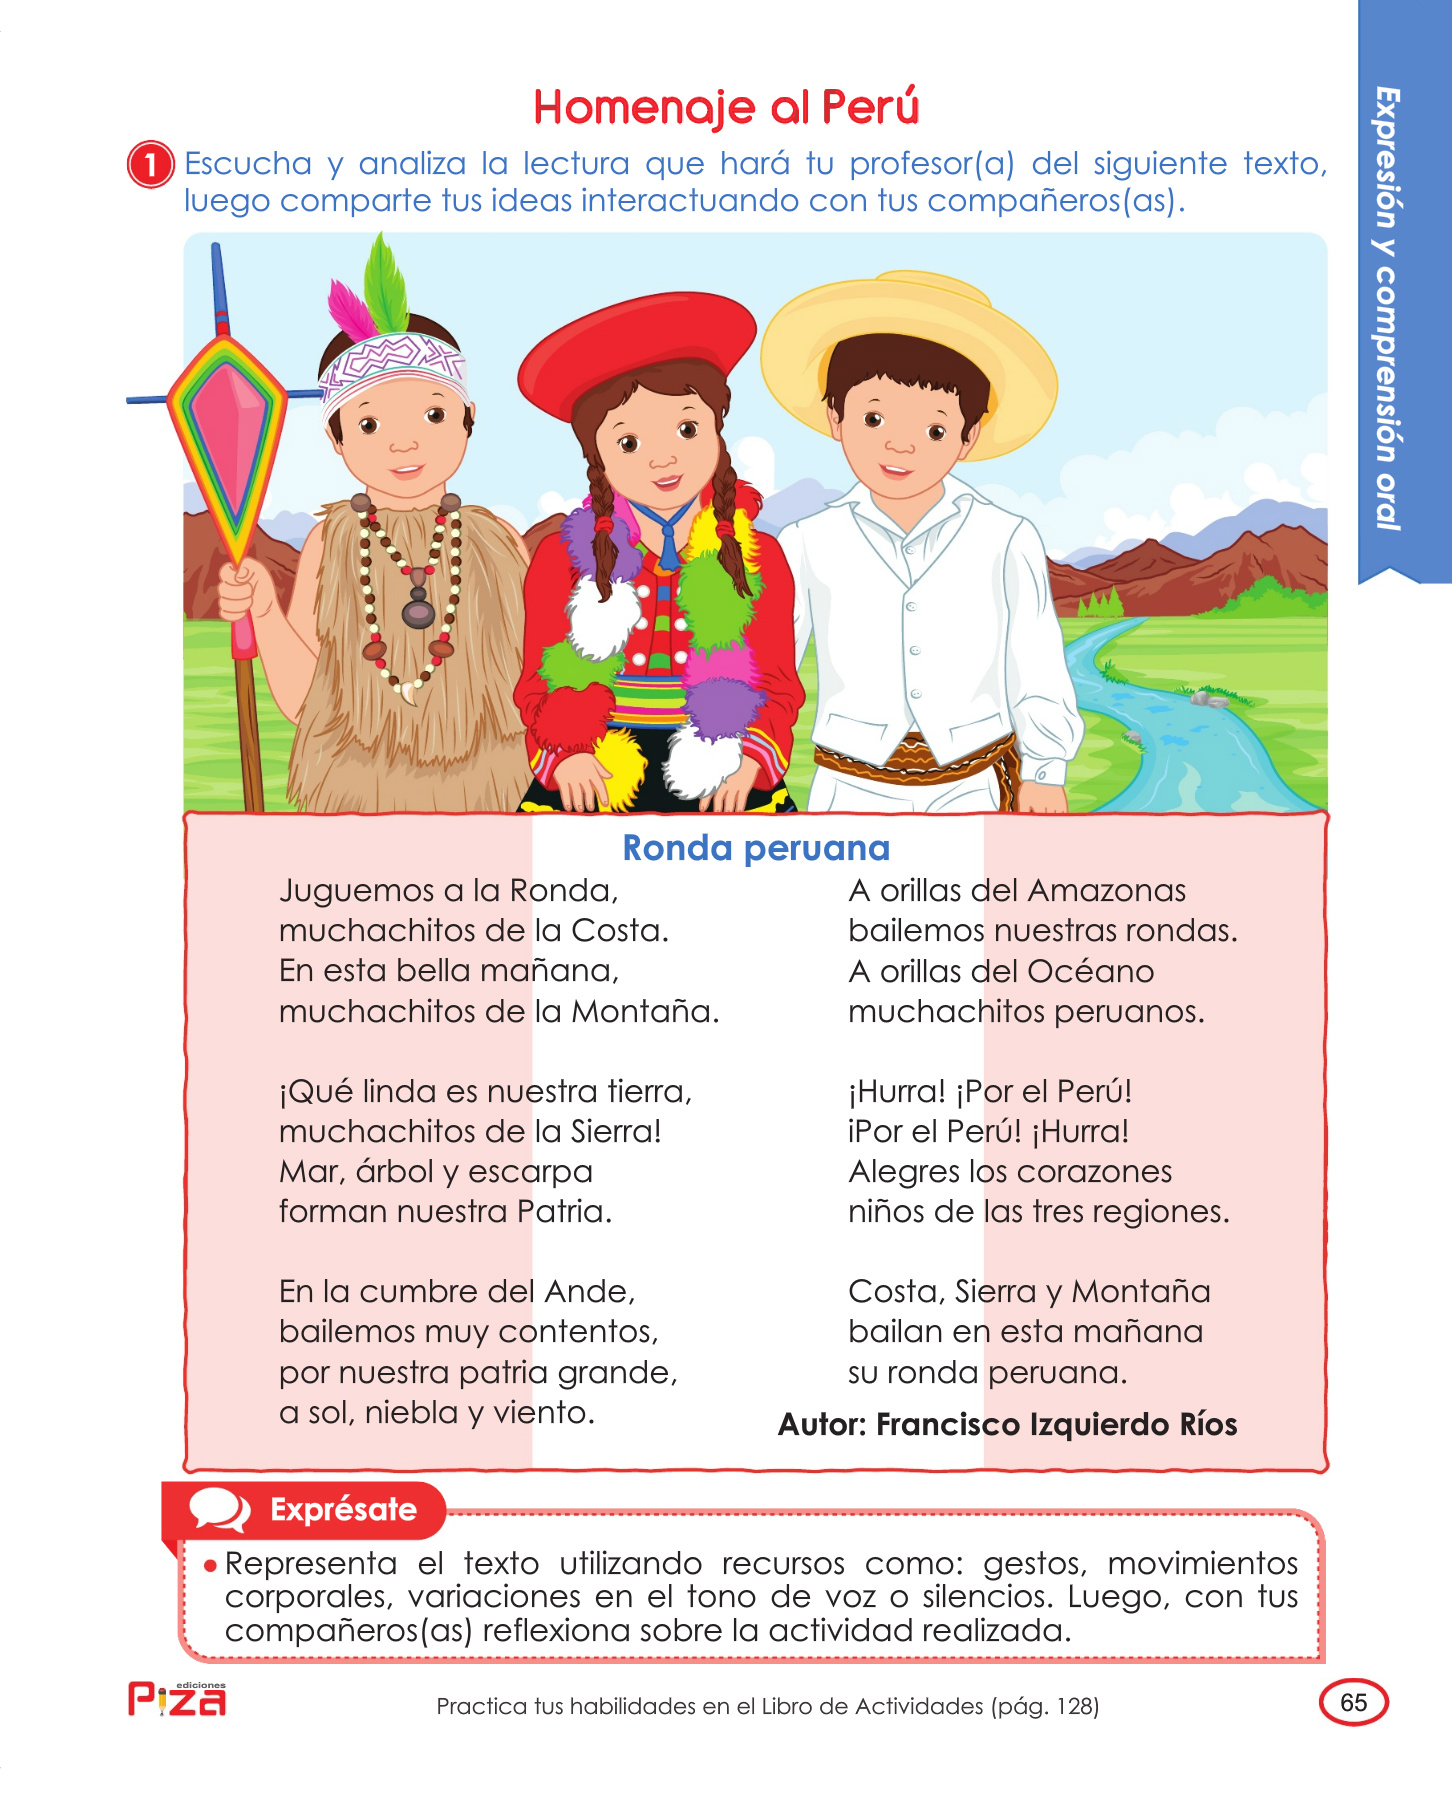 Homenaje al Perú
Expresión y comprensión oral
1 Escucha y analiza la lectura que hará tu profesor(a) del siguiente texto,
luego comparte tus ideas interactuando con tus compañeros(as).
Ronda peruana
Juguemos a la Ronda,
muchachitos de la Costa.
En esta bella mañana,
muchachitos de la Montaña.
¡Qué linda es nuestra tierra,
muchachitos de la Sierra!
Mar, árbol y escarpa
forman nuestra Patria.
En la cumbre del Ande,
bailemos muy contentos,
por nuestra patria grande,
a sol, niebla y viento.
A orillas del Amazonas
bailemos nuestras rondas.
A orillas del Océano
muchachitos peruanos.
¡Hurra! ¡Por el Perú!
iPor el Perú! ¡Hurra!
Alegres los corazones
niños de las tres regiones.
Costa, Sierra y Montaña
bailan en esta mañana
su ronda peruana.
Autor: Francisco Izquierdo Ríos
Exprésate
• Representa el texto utilizando recursos como: gestos, movimientos
corporales, variaciones en el tono de voz o silencios. Luego, con tus
compañeros(as) reflexiona sobre la actividad realizada.
ediciones
Piza
Practica tus habilidades en el Libro de Actividades (pág. 128)
65